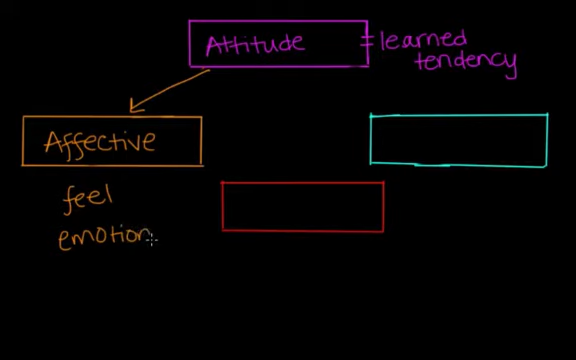 Attitude = learned
tendency
Affective
feel
emotion